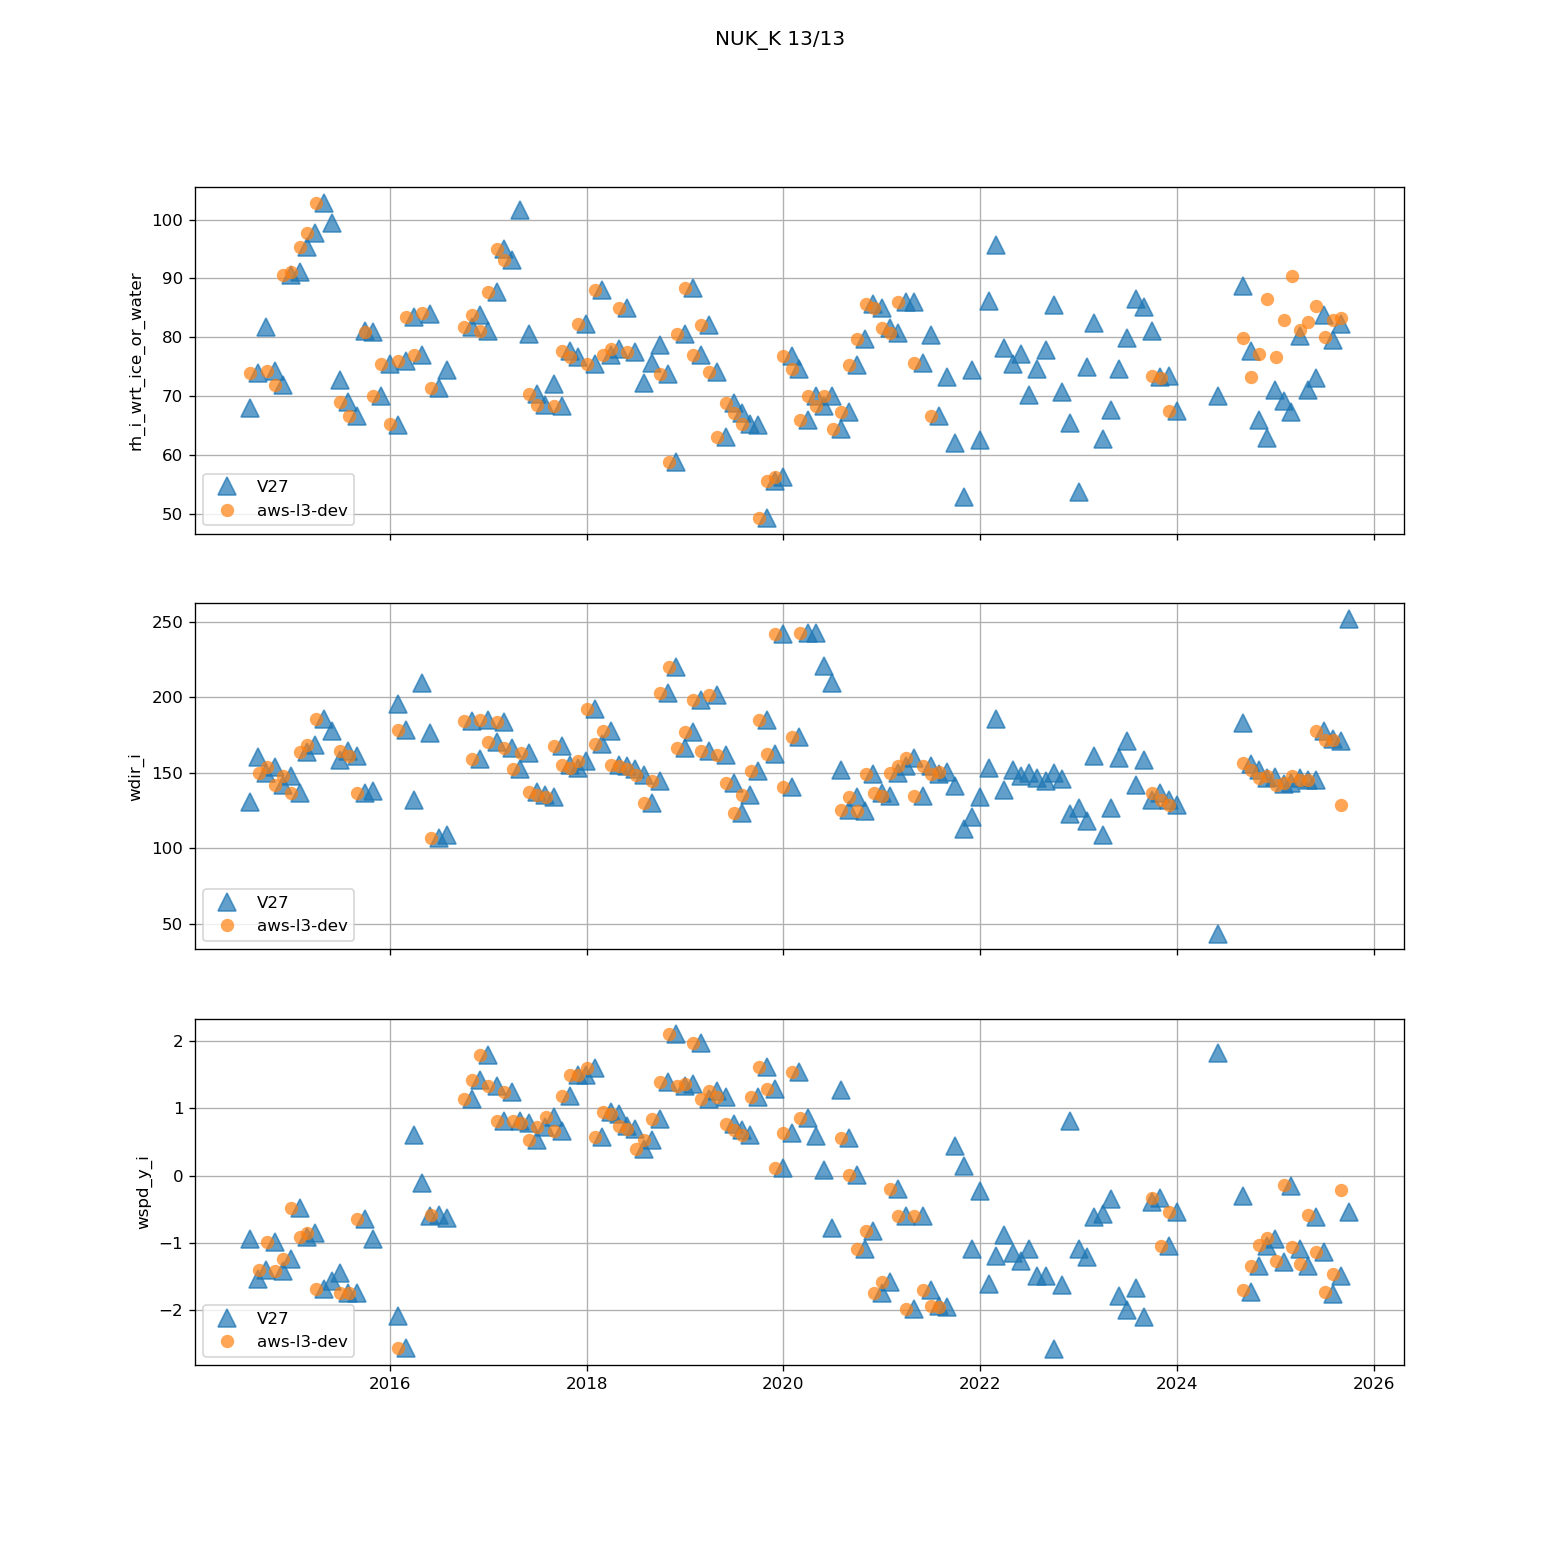 NUK_K 13/13
rh_i_wrt_ice_or_water
100
90
80
70
60
50
V27
aws-l3-dev
wdir_i
250
200
150
100
50
V27
aws-l3-dev
wspd_y_i
2
1
0
−1
−2
V27
aws-l3-dev
2016 2018 2020 2022 2024 2026